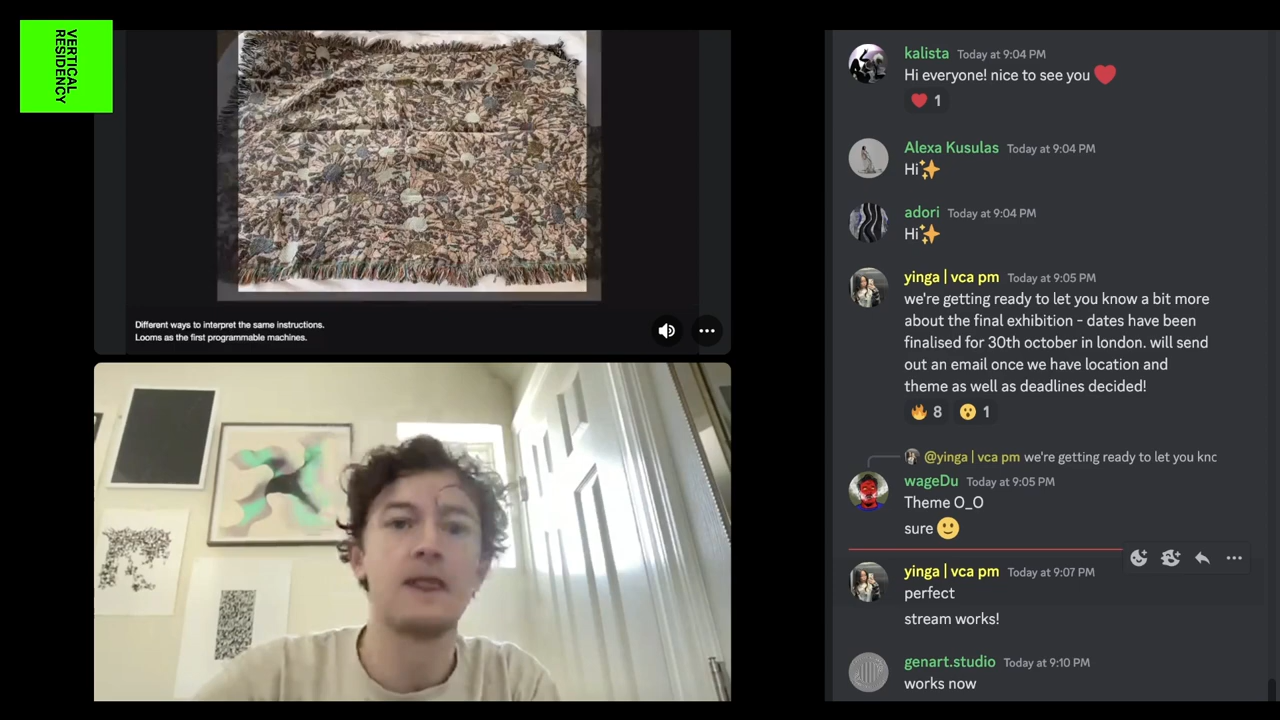 VERTICAL
RESIDENCY
Different ways to interpret the same instructions.
Looms as the first programmable machines.
kalista Today at 9:04 PM
Hi everyone! nice to see you ❤️
❤️ 1
Alexa Kusulas Today at 9:04 PM
Hi✨
adori Today at 9:04 PM
Hi✨
yinga | vca pm Today at 9:05 PM
we're getting ready to let you know a bit more
about the final exhibition - dates have been
finalised for 30th october in london. will send
out an email once we have location and
theme as well as deadlines decided!
🔥 8 😮 1
@yinga | vca pm we're getting ready to let you knc
wageDu Today at 9:05 PM
Theme O_O
sure 🙂
yinga | vca pm Today at 9:07 PM
perfect
stream works!
genart.studio Today at 9:10 PM
works now